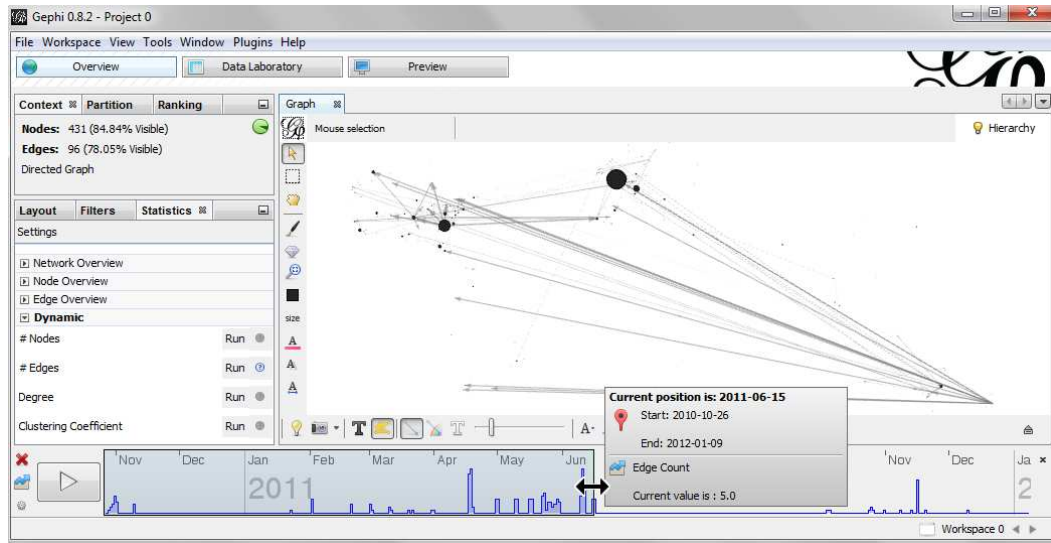 Gephi 0.8.2 - Project 0
File Workspace View Tools Window Plugins Help
Overview Data Laboratory Preview
Context Partition Ranking
Nodes: 431 (84.84% Visible)
Edges: 96 (78.05% Visible)
Directed Graph
Layout Filters Statistics
Settings
Network Overview
Node Overview
Edge Overview
Dynamic
# Nodes Run
# Edges Run
Degree Run
Clustering Coefficient Run
Graph
Mouse selection
Hierarchy
size
A
A
A
T T A-
Current position is: 2011-06-15
Start: 2010-10-26
End: 2012-01-09
Edge Count
Current value is : 5.0
Nov Dec Jan Feb Mar Apr May Jun Nov Dec Ja
2011 2
Workspace 0